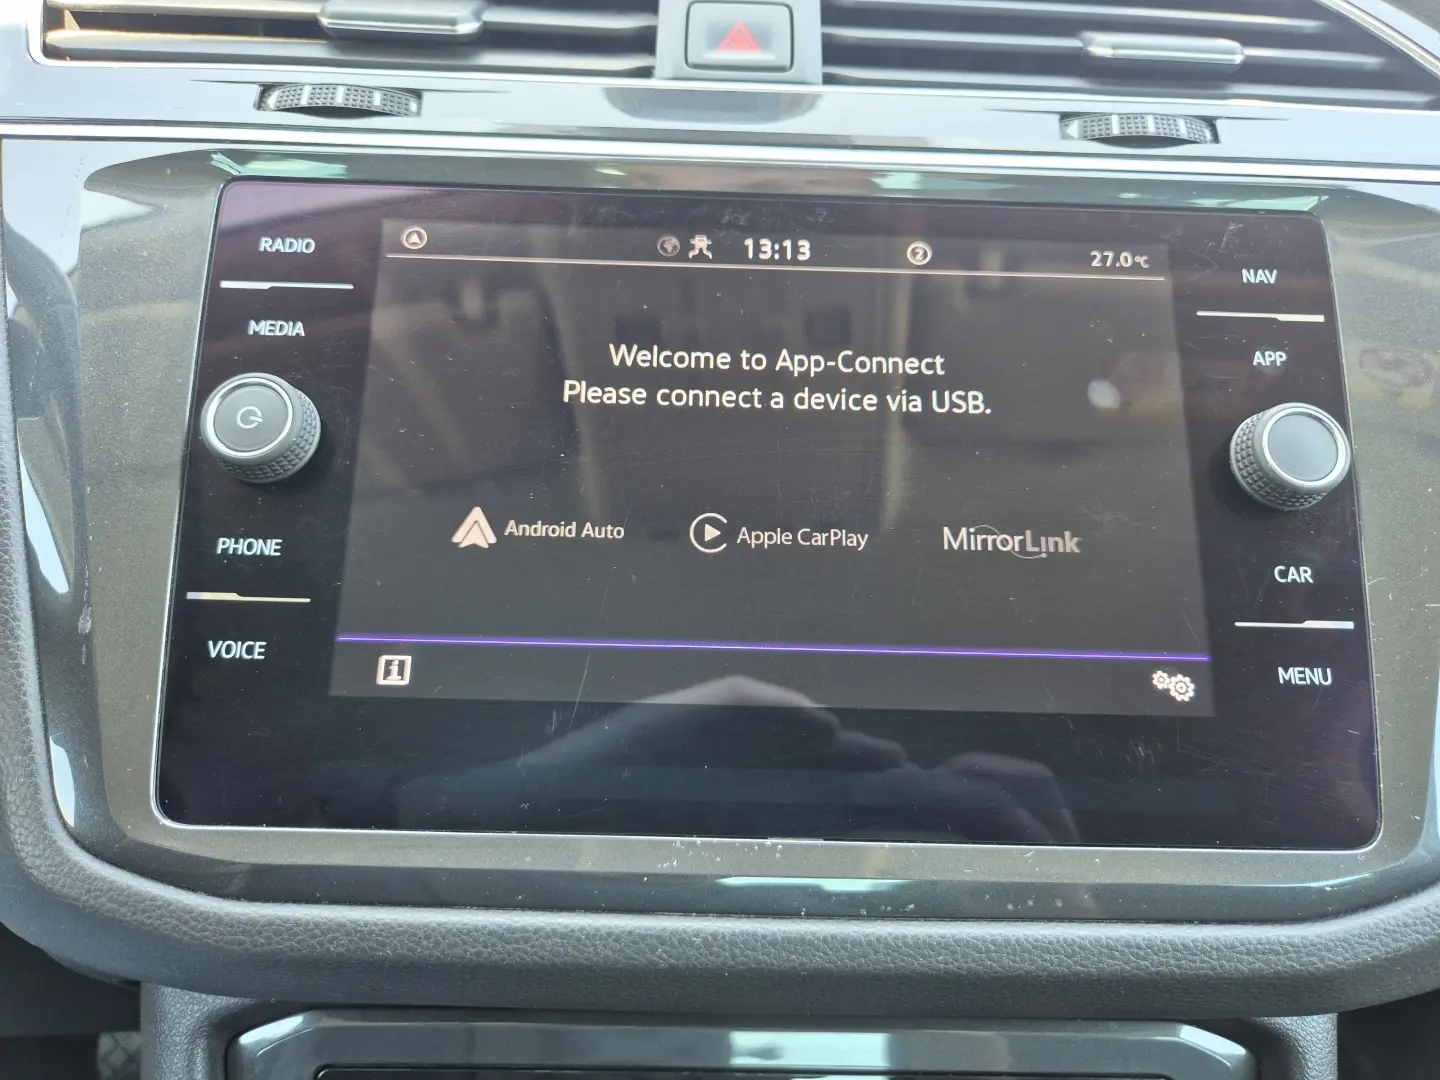 RADIO
MEDIA
PHONE
VOICE
13:13
2
27.0°C
Welcome to App-Connect
Please connect a device via USB.
Android Auto
Apple CarPlay
MirrorLink
i
NAV
APP
CAR
MENU